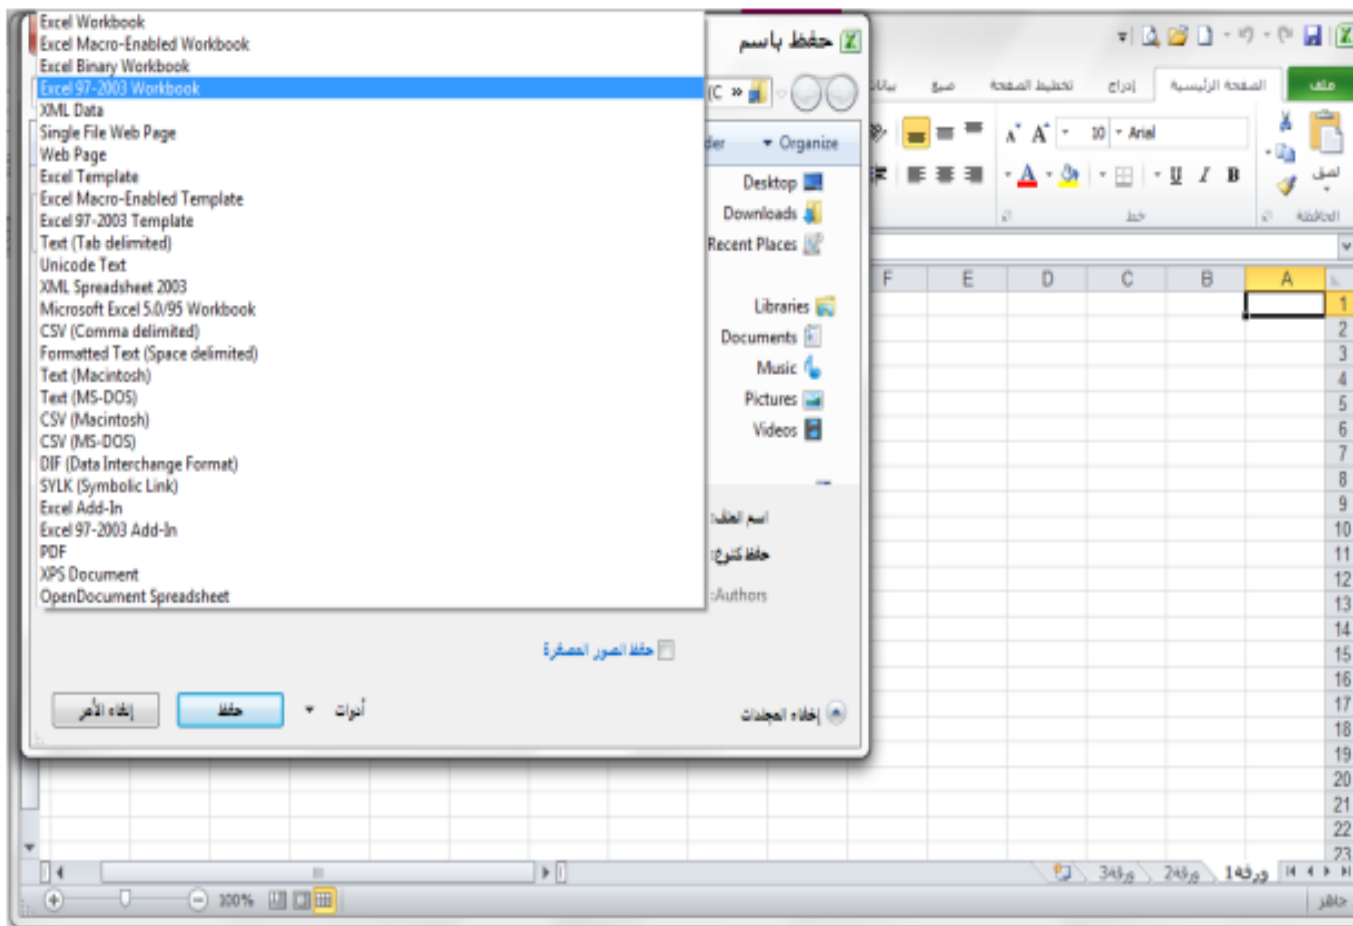 حفظ باسم
Excel Workbook
Excel Macro-Enabled Workbook
Excel Binary Workbook
Excel 97-2003 Workbook
XML Data
Single File Web Page
Web Page
Excel Template
Excel Macro-Enabled Template
Excel 97-2003 Template
Text (Tab delimited)
Unicode Text
XML Spreadsheet 2003
Microsoft Excel 5.0/95 Workbook
CSV (Comma delimited)
Formatted Text (Space delimited)
Text (Macintosh)
Text (MS-DOS)
CSV (Macintosh)
CSV (MS-DOS)
DIF (Data Interchange Format)
SYLK (Symbolic Link)
Excel Add-In
Excel 97-2003 Add-In
PDF
XPS Document
OpenDocument Spreadsheet
(C »
Organize
der
Desktop
Downloads
Recent Places
Libraries
Documents
Music
Pictures
Videos
اسم الملف:
حفظ كنوع:
Authors:
حفظ الصور المصغرة
إخفاء المجلدات
أدوات
حفظ
إلغاء الأمر
ملف
الصفحة الرئيسية
إدراج
تخطيط الصفحة
صيغ
بيانات
Arial
10
A A
B I U
A
لصق
الحافظة
خط
A B C D E F
1
2
3
4
5
6
7
8
9
10
11
12
13
14
15
16
17
18
19
20
21
22
23
ورقة1 ورقة2 ورقة3
جاهز
100%